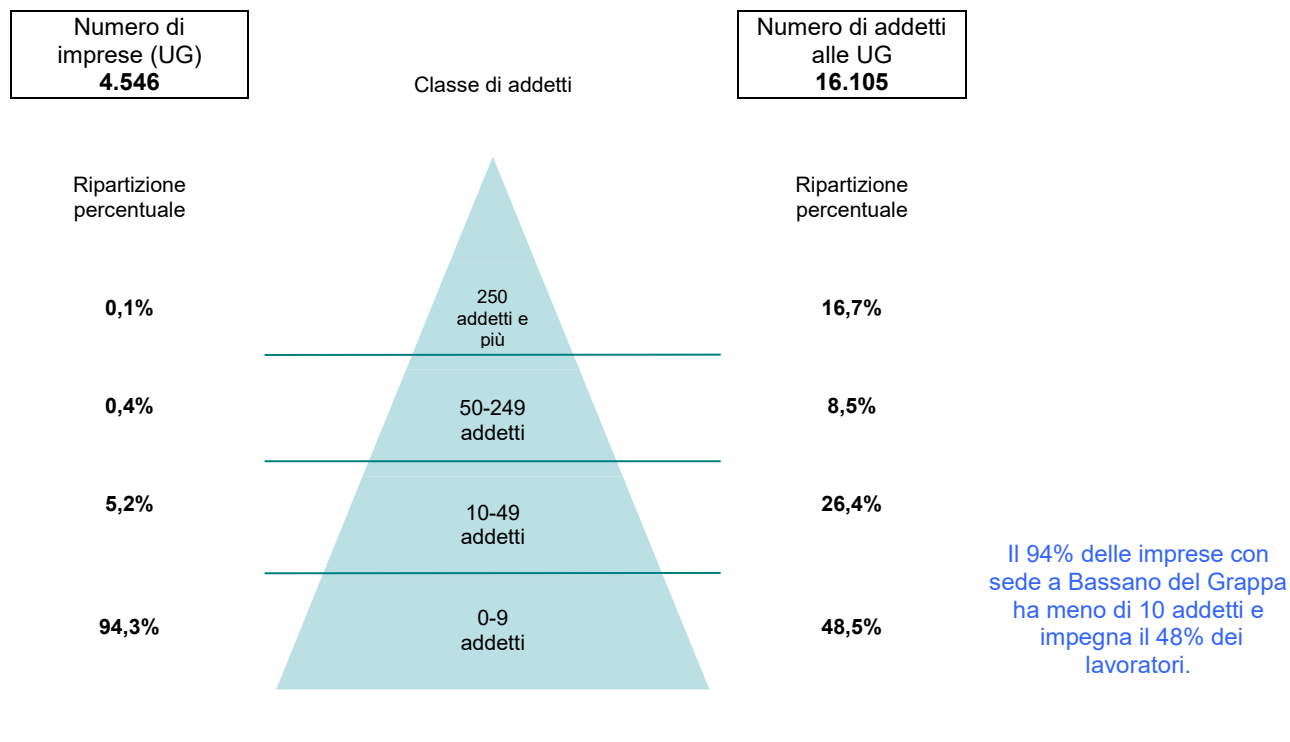 Numero di
imprese (UG)
4.546
Classe di addetti
Numero di addetti
alle UG
16.105
Ripartizione
percentuale
Ripartizione
percentuale
0,1%
250
addetti e
più
16,7%
0,4%
50-249
addetti
8,5%
5,2%
10-49
addetti
26,4%
94,3%
0-9
addetti
48,5%
Il 94% delle imprese con
sede a Bassano del Grappa
ha meno di 10 addetti e
impegna il 48% dei
lavoratori.